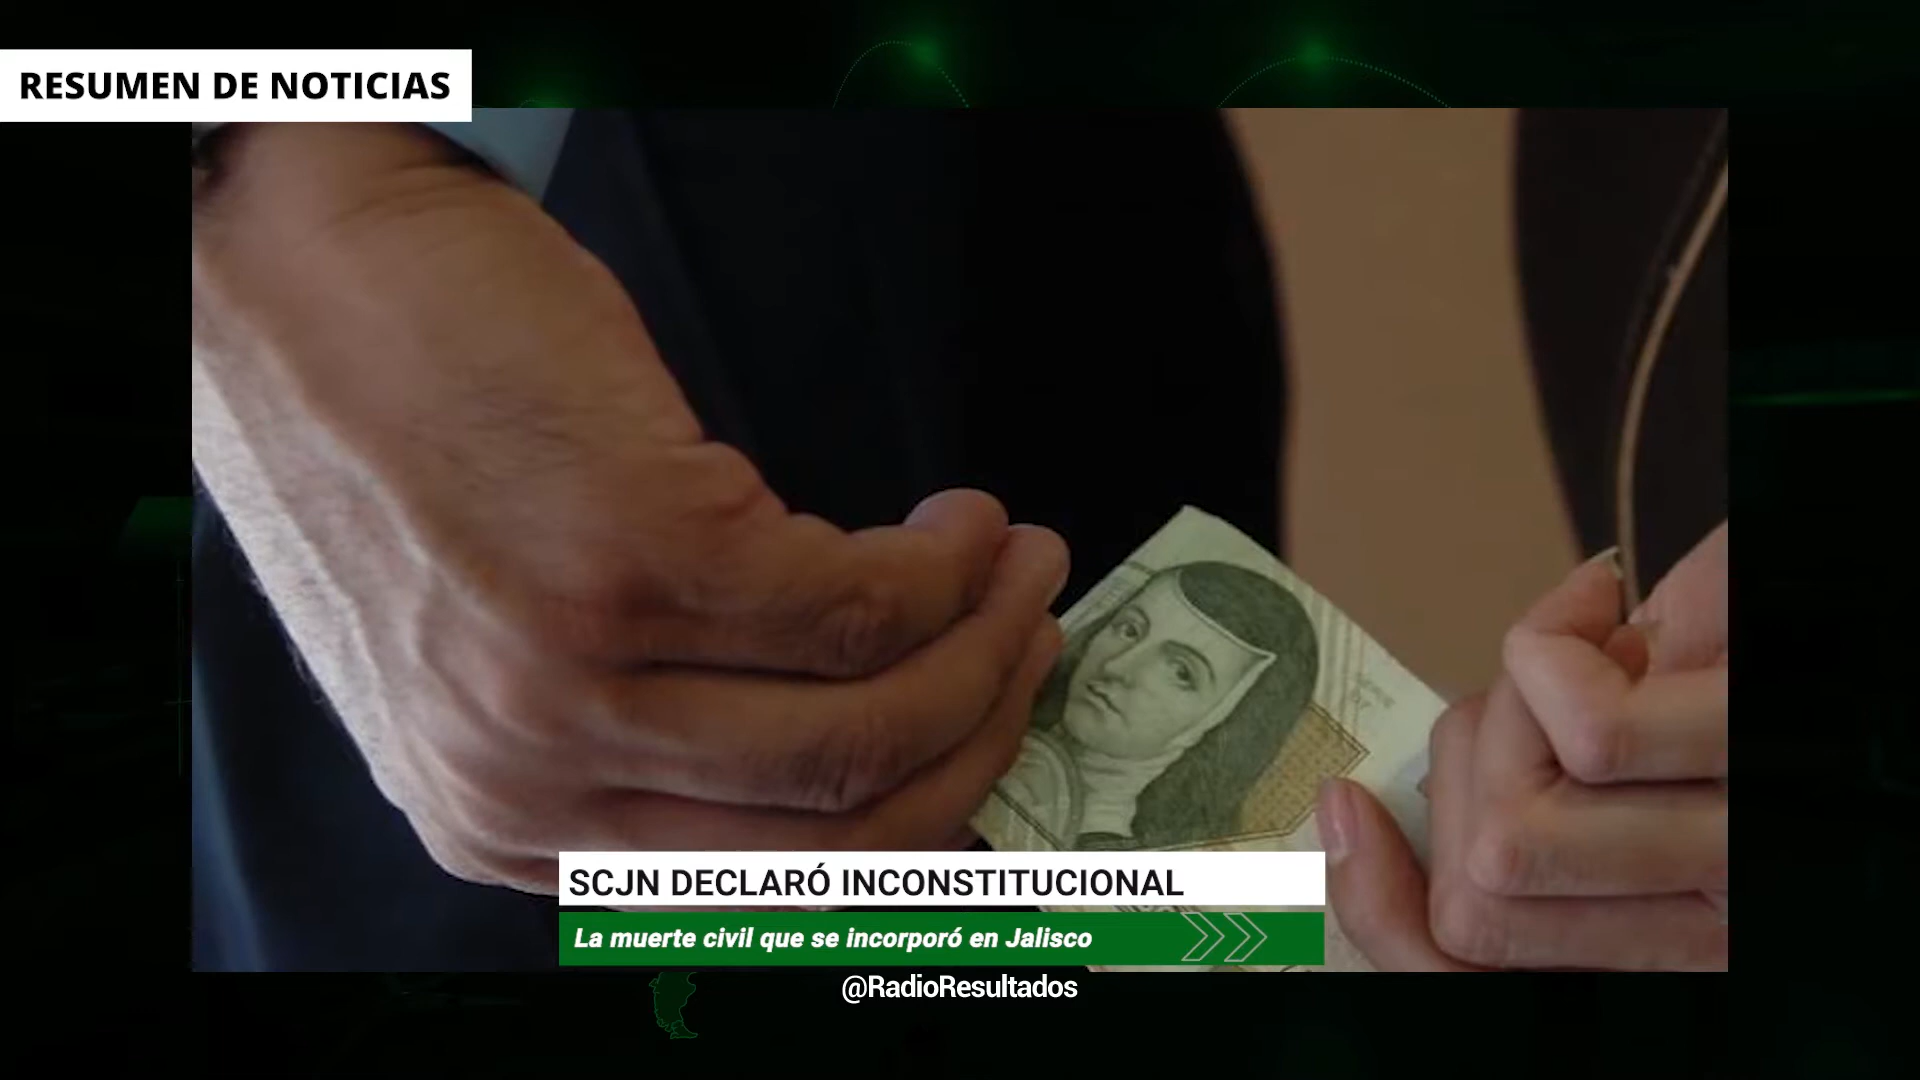 RESUMEN DE NOTICIAS
SCJN DECLARÓ INCONSTITUCIONAL
La muerte civil que se incorporó en Jalisco
@RadioResultados